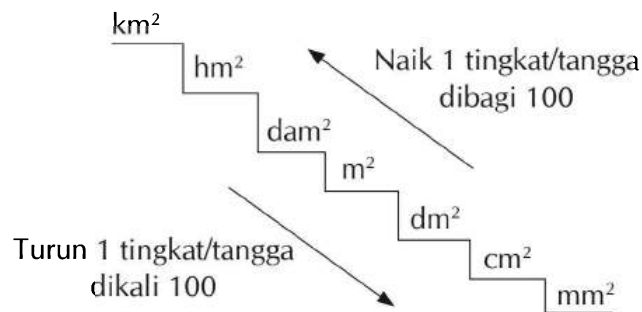 km²
hm²
Naik 1 tingkat/tangga
dibagi 100
dam²
m²
dm²
Turun 1 tingkat/tangga
dikali 100
cm²
mm²